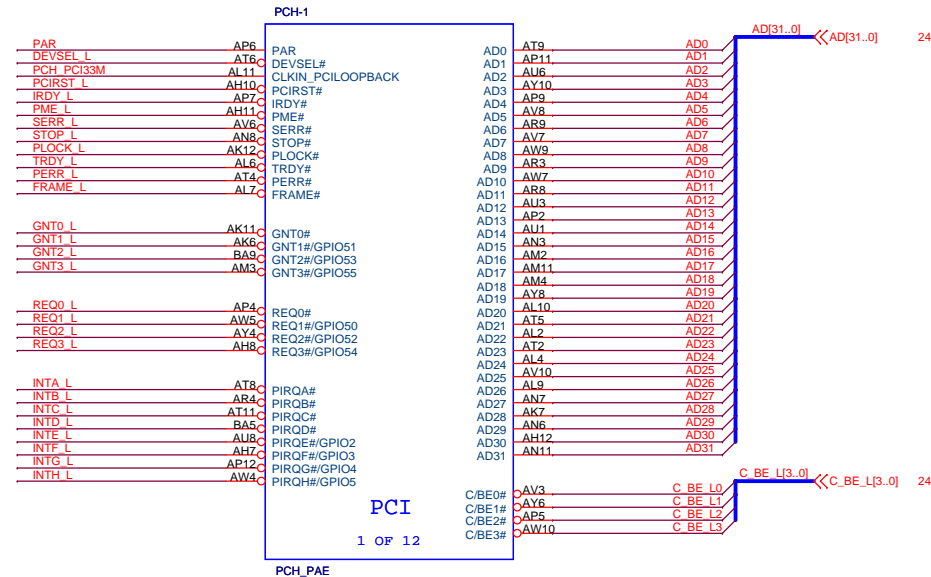 PCH-1
AD[31..0]
AD[31..0] 24
PAR AP6 PAR AD0 AT9 AD0
DEVSEL_L AT6 DEVSEL# AD1 AP11 AD1
PCH_PCI33M AL11 CLKIN_PCILOOPBACK AD2 AU6 AD2
PCIRST_L AH10 PCIRST# AD3 AY10 AD3
IRDY_L AP7 IRDY# AD4 AP9 AD4
PME_L AH11 PME# AD5 AV8 AD5
SERR_L AV6 SERR# AD6 AR9 AD6
STOP_L AN8 STOP# AD7 AV7 AD7
PLOCK_L AK12 PLOCK# AD8 AW9 AD8
TRDY_L AL6 TRDY# AD9 AR3 AD9
PERR_L AT4 PERR# AD10 AW7 AD10
FRAME_L AL7 FRAME# AD11 AR8 AD11
AD12 AU3 AD12
AD13 AP2 AD13
GNT0_L AK11 GNT0# AD14 AU1 AD14
GNT1_L AK6 GNT1#/GPIO51 AD15 AN3 AD15
GNT2_L BA9 GNT2#/GPIO53 AD16 AM2 AD16
GNT3_L AM3 GNT3#/GPIO55 AD17 AM11 AD17
AD18 AM4 AD18
AD19 AY8 AD19
REQ0_L AP4 REQ0# AD20 AL10 AD20
REQ1_L AW5 REQ1#/GPIO50 AD21 AT5 AD21
REQ2_L AY4 REQ2#/GPIO52 AD22 AL2 AD22
REQ3_L AH8 REQ3#/GPIO54 AD23 AT2 AD23
AD24 AL4 AD24
AD25 AV10 AD25
INTA_L AT8 PIRQA# AD26 AL9 AD26
INTB_L AR4 PIRQB# AD27 AN7 AD27
INTC_L AT11 PIRQC# AD28 AK7 AD28
INTD_L BA5 PIRQD# AD29 AN6 AD29
INTE_L AU8 PIRQE#/GPIO2 AD30 AH12 AD30
INTF_L AH7 PIRQF#/GPIO3 AD31 AN11 AD31
INTG_L AP12 PIRQG#/GPIO4
INTH_L AW4 PIRQH#/GPIO5
C_BE_L[3..0]
C_BE_L[3..0] 24
C/BE0# AV3 C_BE_L0
C/BE1# AY6 C_BE_L1
C/BE2# AP5 C_BE_L2
C/BE3# AW10 C_BE_L3
PCI
1 OF 12
PCH_PAE